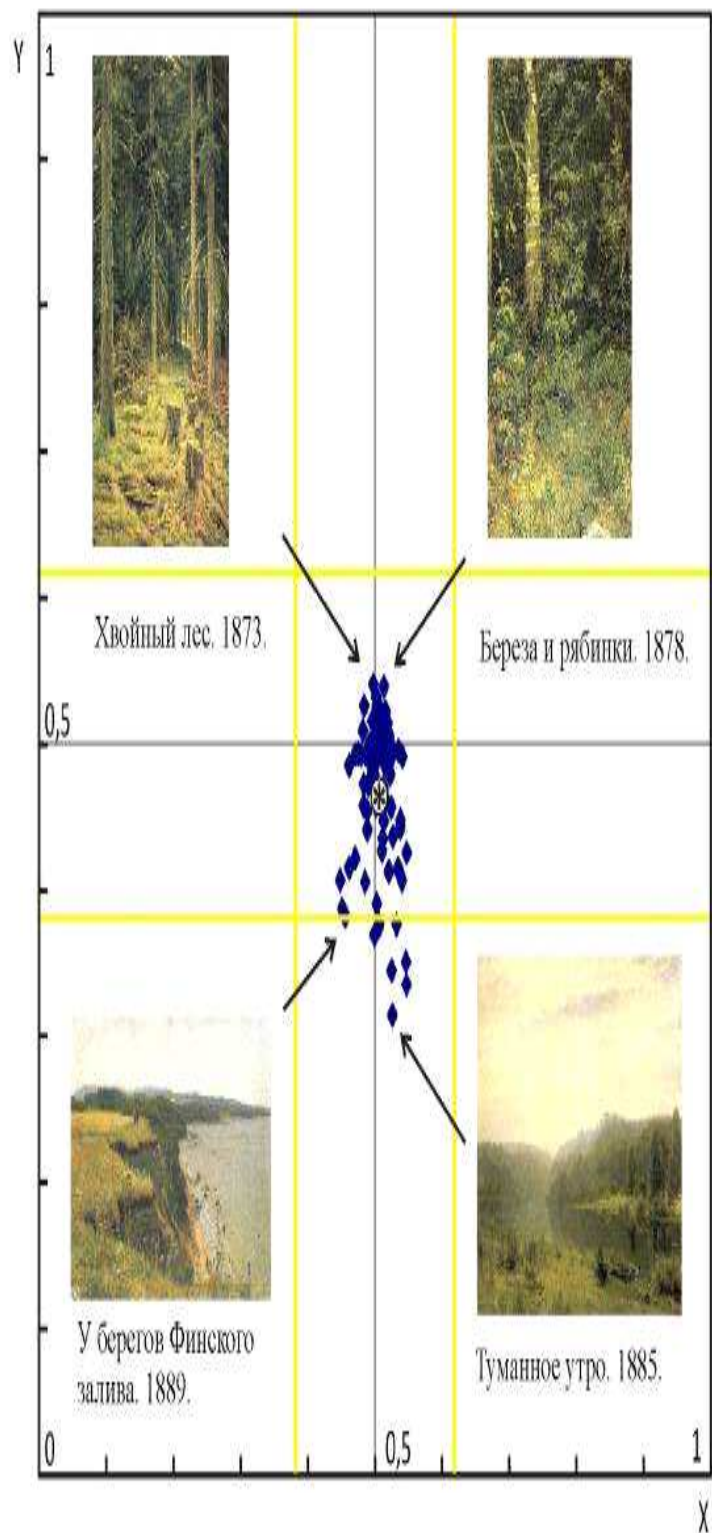 Y
1
Хвойный лес. 1873.
Береза и рябинки. 1878.
0,5
У берегов Финского
залива. 1889.
Туманное утро. 1885.
0
0,5
1
X